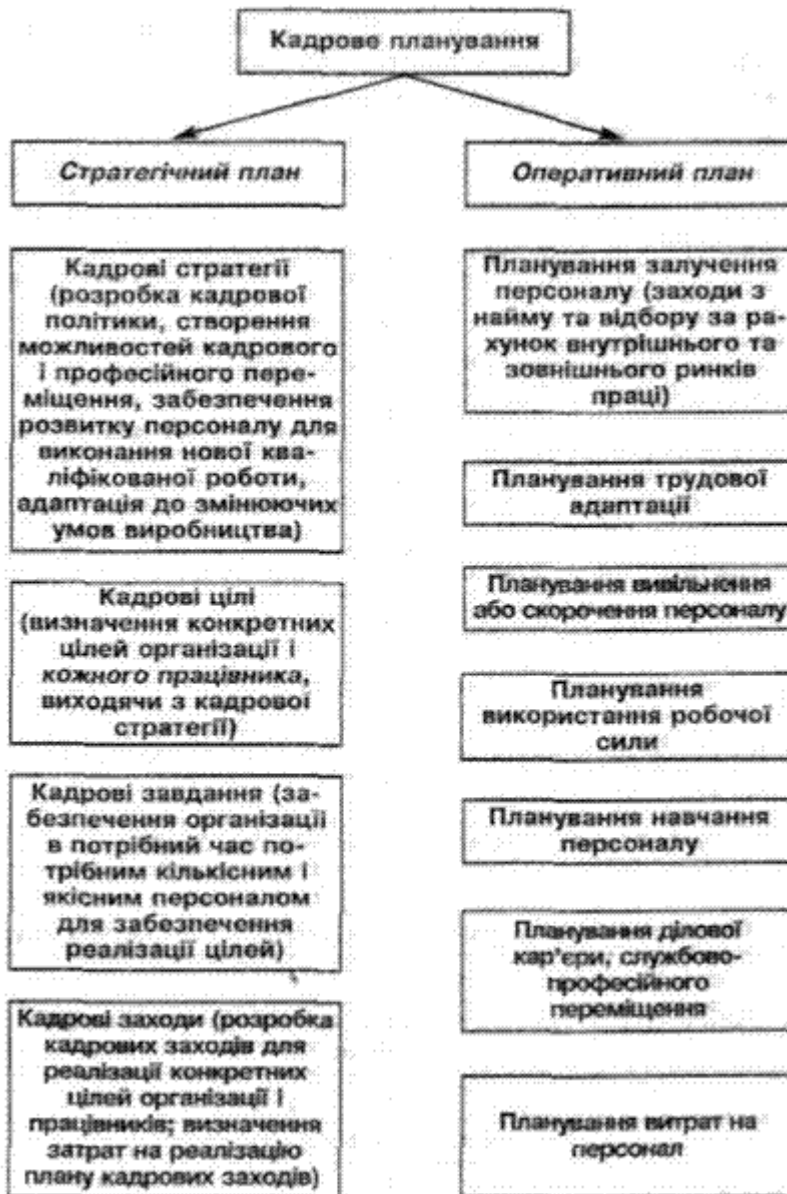 Кадрове планування
Стратегічний план
Кадрові стратегії
(розробка кадрової
політики, створення
можливостей кадрового
і професійного пере-
міщення, забезпечення
розвитку персоналу для
виконання нової ква-
ліфікованої роботи,
адаптація до змінюючих
умов виробництва)
Кадрові цілі
(визначення конкретних
цілей організації і
кожного працівника,
виходячи з кадрової
стратегії)
Кадрові завдання (за-
безпечення організації
в потрібний час по-
трібним кількісним і
якісним персоналом
для забезпечення
реалізації цілей)
Кадрові заходи (розробка
кадрових заходів для
реалізації конкретних
цілей організації і
працівників; визначення
затрат на реалізацію
плану кадрових заходів)
Оперативний план
Планування залучення
персоналу (заходи з
найму та відбору за ра-
хунок внутрішнього та
зовнішнього ринків
праці)
Планування трудової
адаптації
Планування вивільнення
або скорочення персоналу
Планування
використання робочої
сили
Планування навчання
персоналу
Планування ділової
кар'єри, службово-
професійного
переміщення
Планування витрат на
персонал